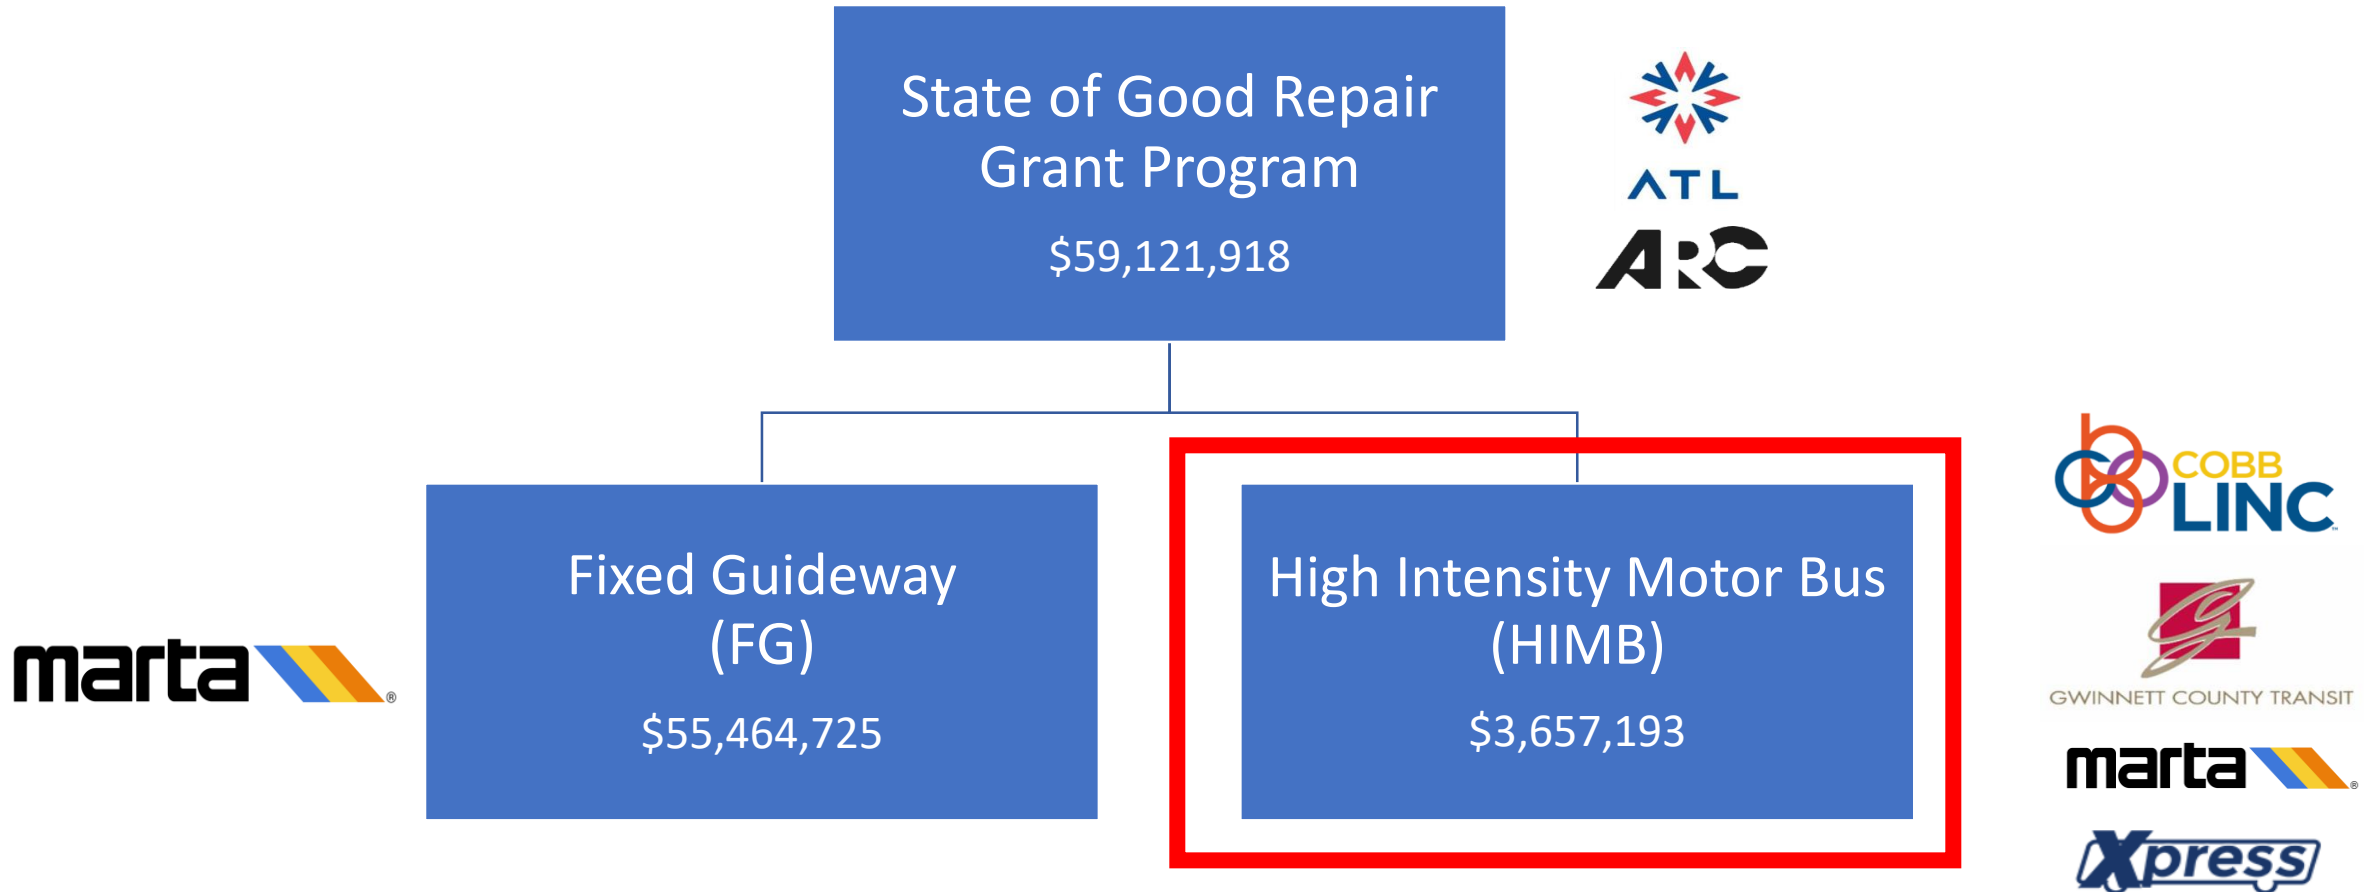 State of Good Repair
Grant Program
$59,121,918
ATL
ARC
Fixed Guideway
(FG)
$55,464,725
marta ®
High Intensity Motor Bus
(HIMB)
$3,657,193
COBB
LINC
GWINNETT COUNTY TRANSIT
marta ®
Xpress